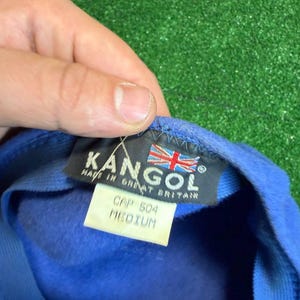 KANGOL®
MADE IN GREAT BRITAIN
CAP 504
MEDIUM